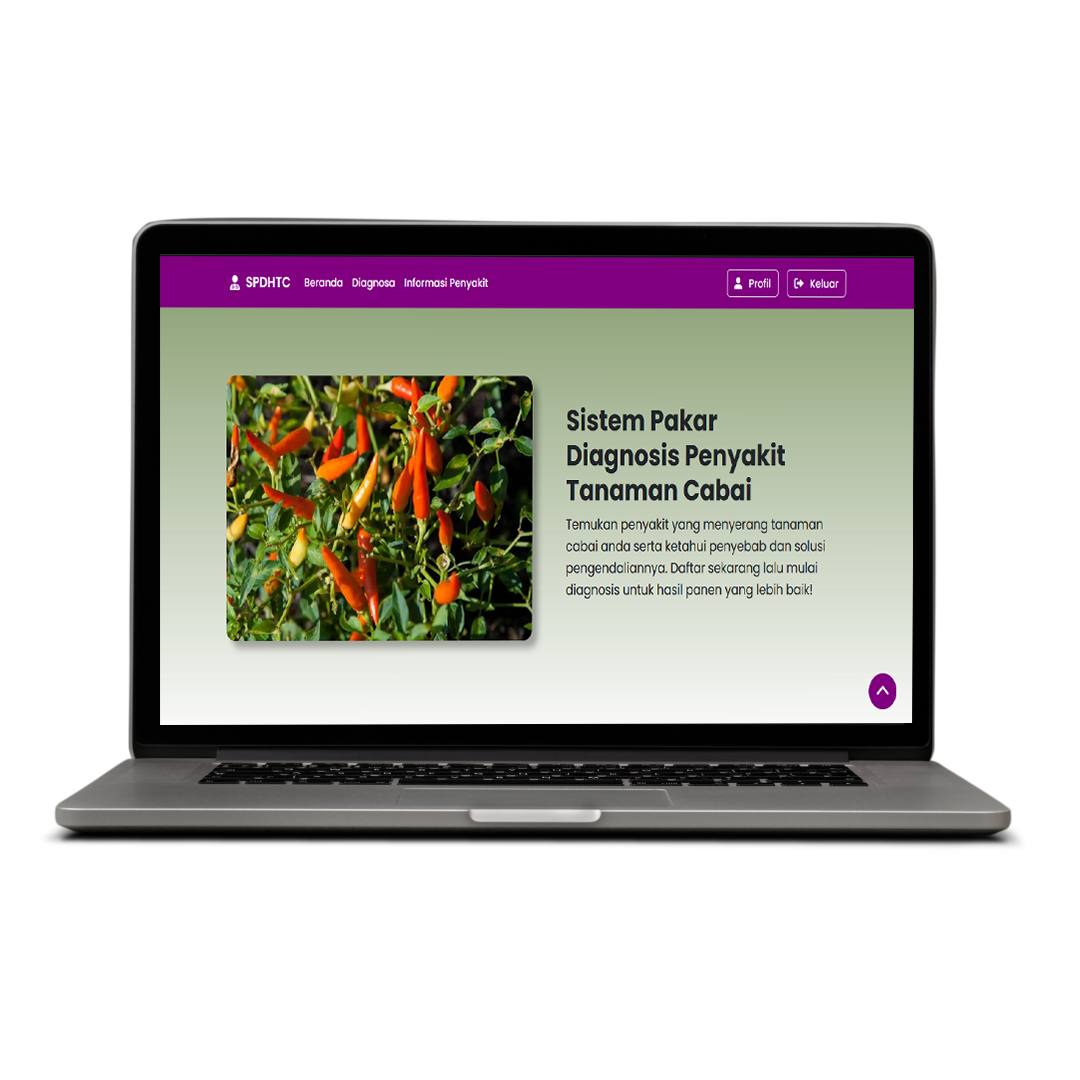 SPDHTC Beranda Diagnosa Informasi Penyakit Profil Keluar
Sistem Pakar
Diagnosis Penyakit
Tanaman Cabai
Temukan penyakit yang menyerang tanaman
cabai anda serta ketahui penyebab dan solusi
pengendaliannya. Daftar sekarang lalu mulai
diagnosis untuk hasil panen yang lebih baik!